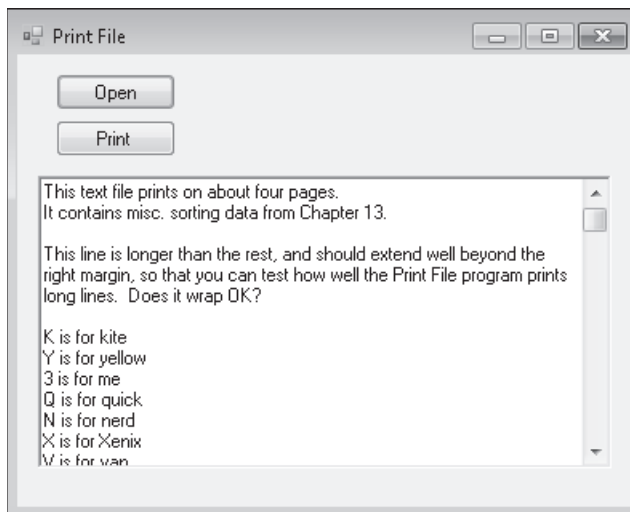 Print File
Open
Print
This text file prints on about four pages.
It contains misc. sorting data from Chapter 13.
This line is longer than the rest, and should extend well beyond the
right margin, so that you can test how well the Print File program prints
long lines.  Does it wrap OK?
K is for kite
Y is for yellow
3 is for me
Q is for quick
N is for nerd
X is for Xenix
V is for van